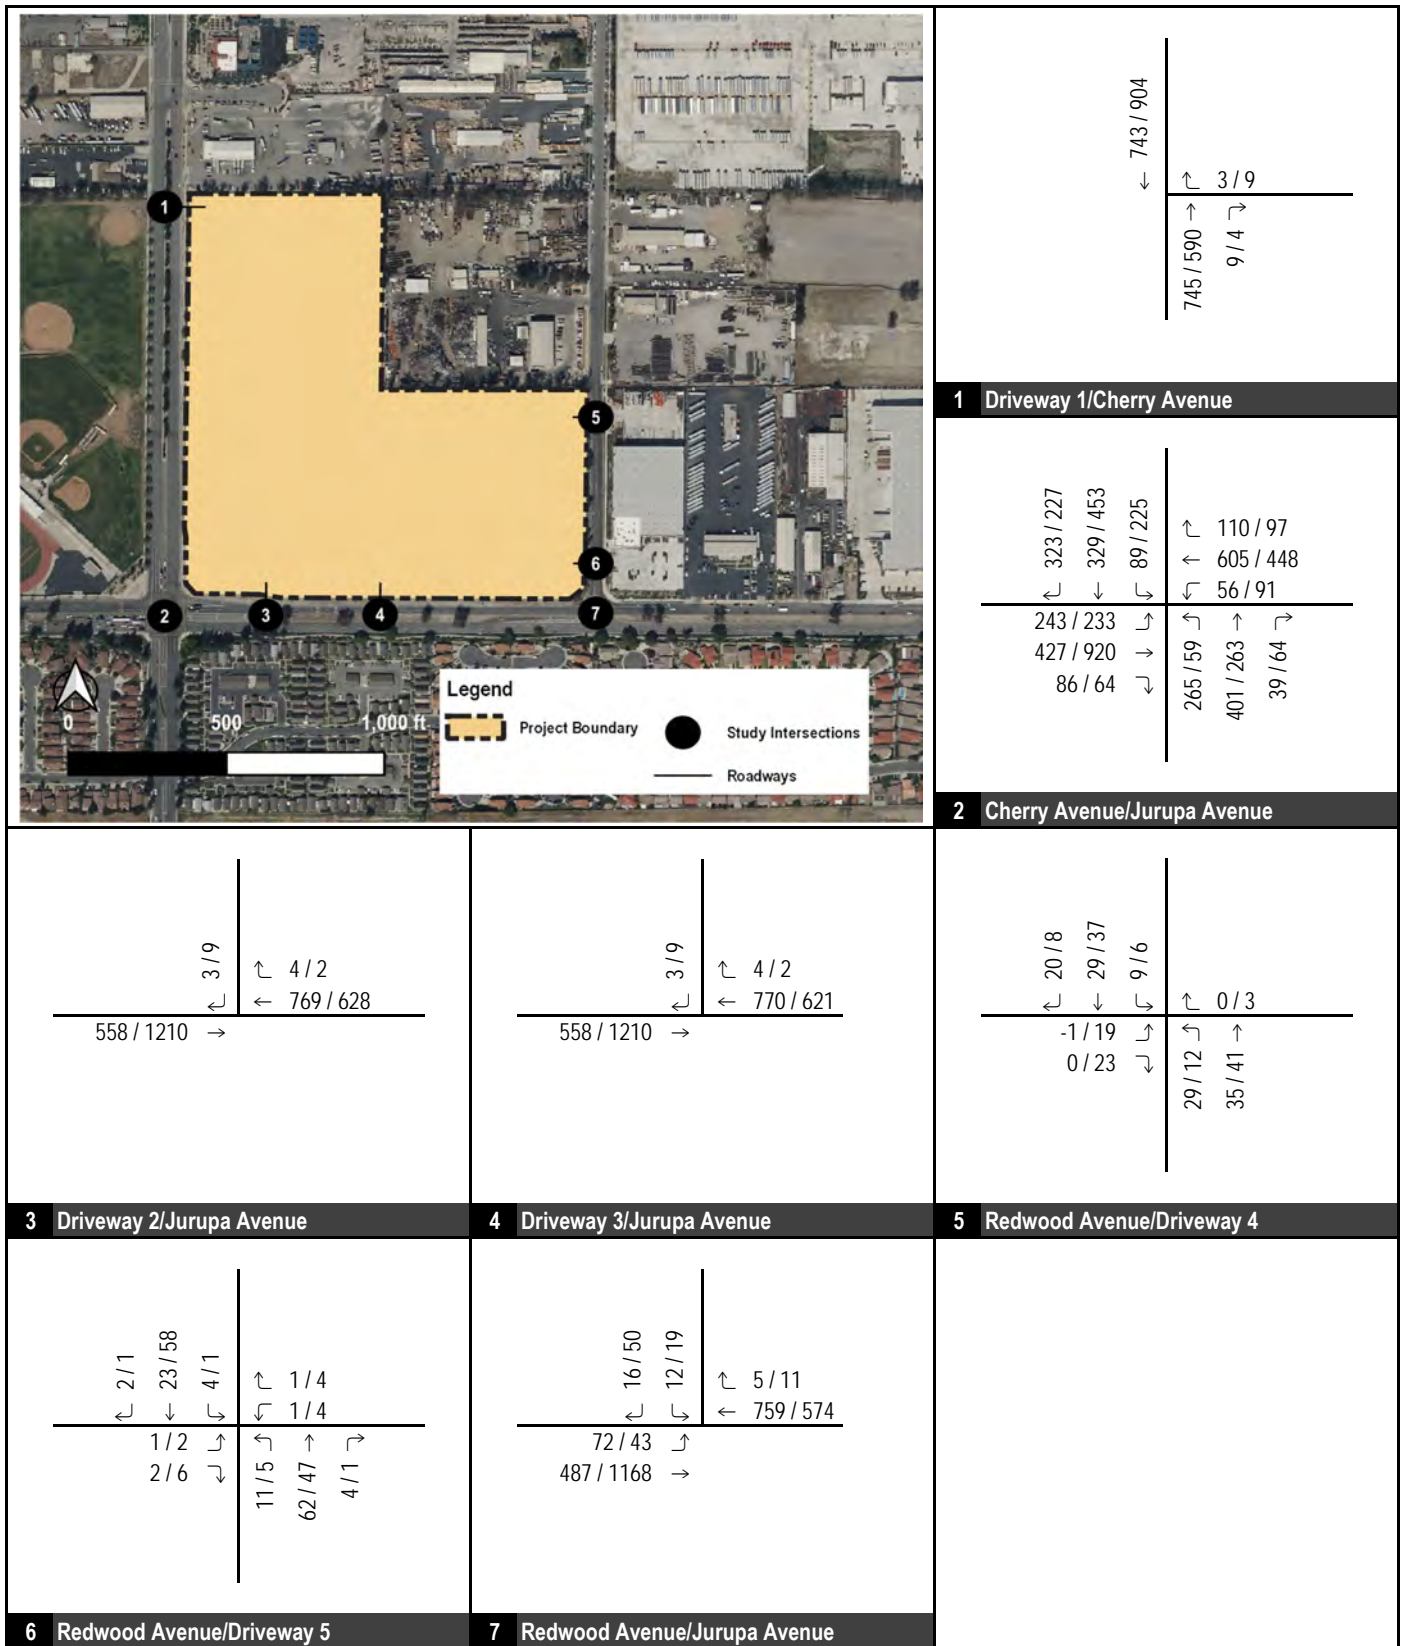 1
2
3
4
5
6
7
0 500 1,000 ft
Legend
Project Boundary
Study Intersections
Roadways
743 / 904
↓
↑ 3 / 9
745 / 590 →
9 / 4
1 Driveway 1/Cherry Avenue
323 / 227
329 / 453
89 / 225
110 / 97
← 605 / 448
56 / 91
243 / 233
427 / 920 →
86 / 64
265 / 59
401 / 263
39 / 64
2 Cherry Avenue/Jurupa Avenue
3 / 9
4 / 2
← 769 / 628
558 / 1210 →
3 Driveway 2/Jurupa Avenue
3 / 9
4 / 2
← 770 / 621
558 / 1210 →
4 Driveway 3/Jurupa Avenue
20 / 8
29 / 37
9 / 6
0 / 3
-1 / 19
0 / 23
29 / 12
35 / 41
5 Redwood Avenue/Driveway 4
2 / 1
23 / 58
4 / 1
1 / 4
1 / 4
1 / 2
2 / 6
11 / 5
62 / 47
4 / 1
6 Redwood Avenue/Driveway 5
16 / 50
12 / 19
5 / 11
← 759 / 574
72 / 43
487 / 1168 →
7 Redwood Avenue/Jurupa Avenue